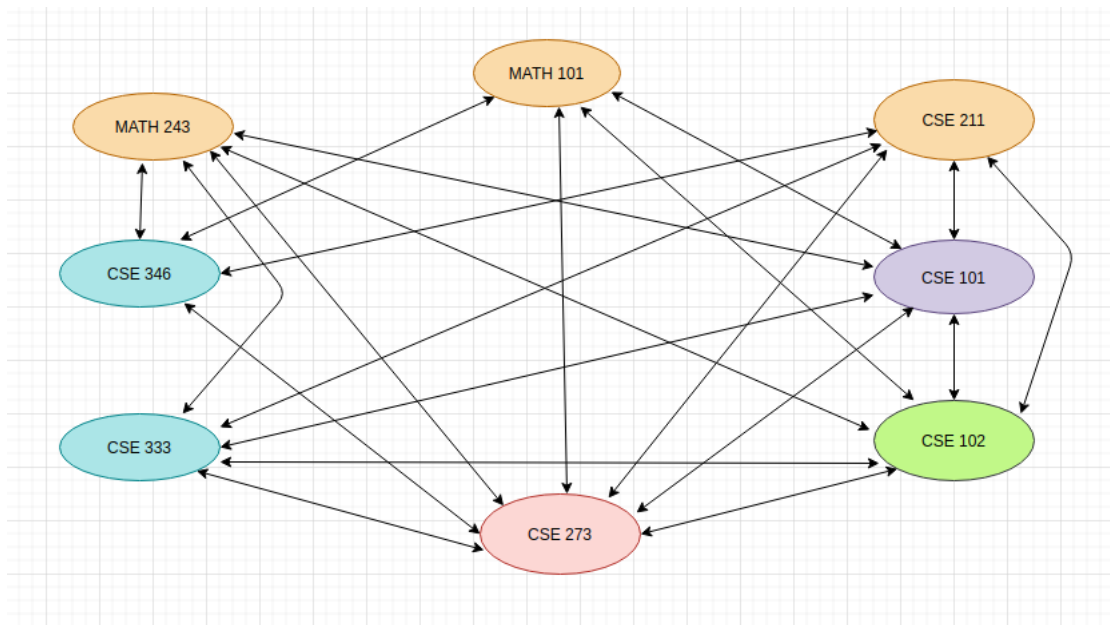 MATH 101
MATH 243
CSE 211
CSE 346
CSE 101
CSE 333
CSE 102
CSE 273